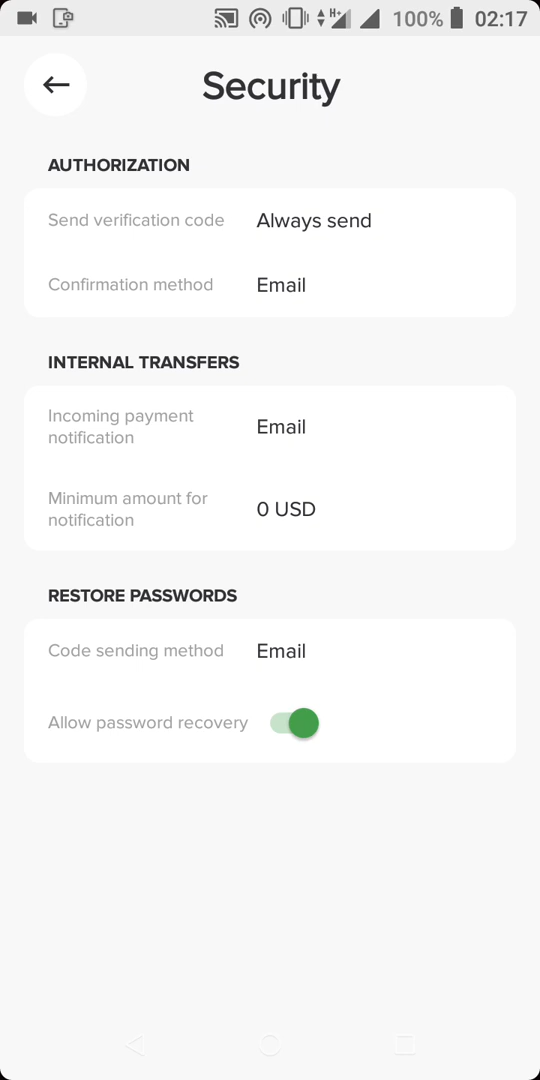 H+ 100% 02:17
Security
AUTHORIZATION
Send verification code Always send
Confirmation method Email
INTERNAL TRANSFERS
Incoming payment
notification
Email
Minimum amount for
notification
0 USD
RESTORE PASSWORDS
Code sending method Email
Allow password recovery